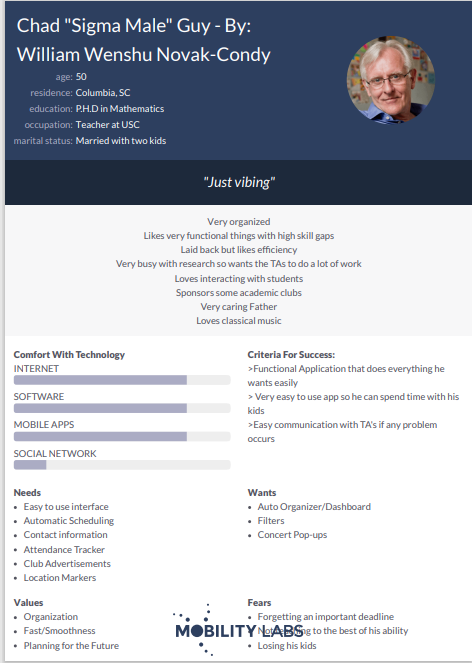 Chad "Sigma Male" Guy - By:
William Wenshu Novak-Condy
age: 50
residence: Columbia, SC
education: P.H.D in Mathematics
occupation: Teacher at USC
marital status: Married with two kids
"Just vibing"
Very organized
Likes very functional things with high skill gaps
Laid back but likes efficiency
Very busy with research so wants the TAs to do a lot of work
Loves interacting with students
Sponsors some academic clubs
Very caring Father
Loves classical music
Comfort With Technology
INTERNET
SOFTWARE
MOBILE APPS
SOCIAL NETWORK
Criteria For Success:
>Functional Application that does everything he
wants easily
> Very easy to use app so he can spend time with his
kids
>Easy communication with TA's if any problem
occurs
Needs
• Easy to use interface
• Automatic Scheduling
• Contact information
• Attendance Tracker
• Club Advertisements
• Location Markers
Wants
• Auto Organizer/Dashboard
• Filters
• Concert Pop-ups
Values
• Organization
• Fast/Smoothness
• Planning for the Future
Fears
• Forgetting an important deadline
• to the best of his ability
• Losing his kids
MOBILITY LABS